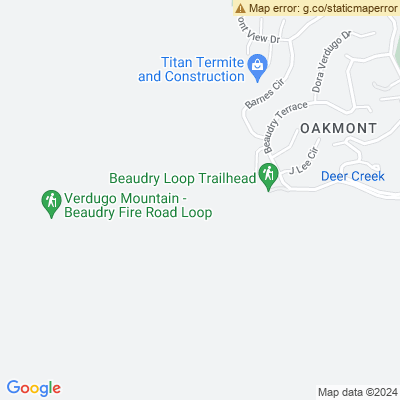 Map error: g.co/staticmaperror
ont View Dr
Titan Termite
and Construction
Barnes Cir
Dora Verdugo D
Beaudry Terrace
OAKMONT
J Lee Cir
Beaudry Loop Trailhead
Deer Creek
Verdugo Mountain -
Beaudry Fire Road Loop
Google
Map data ©2024